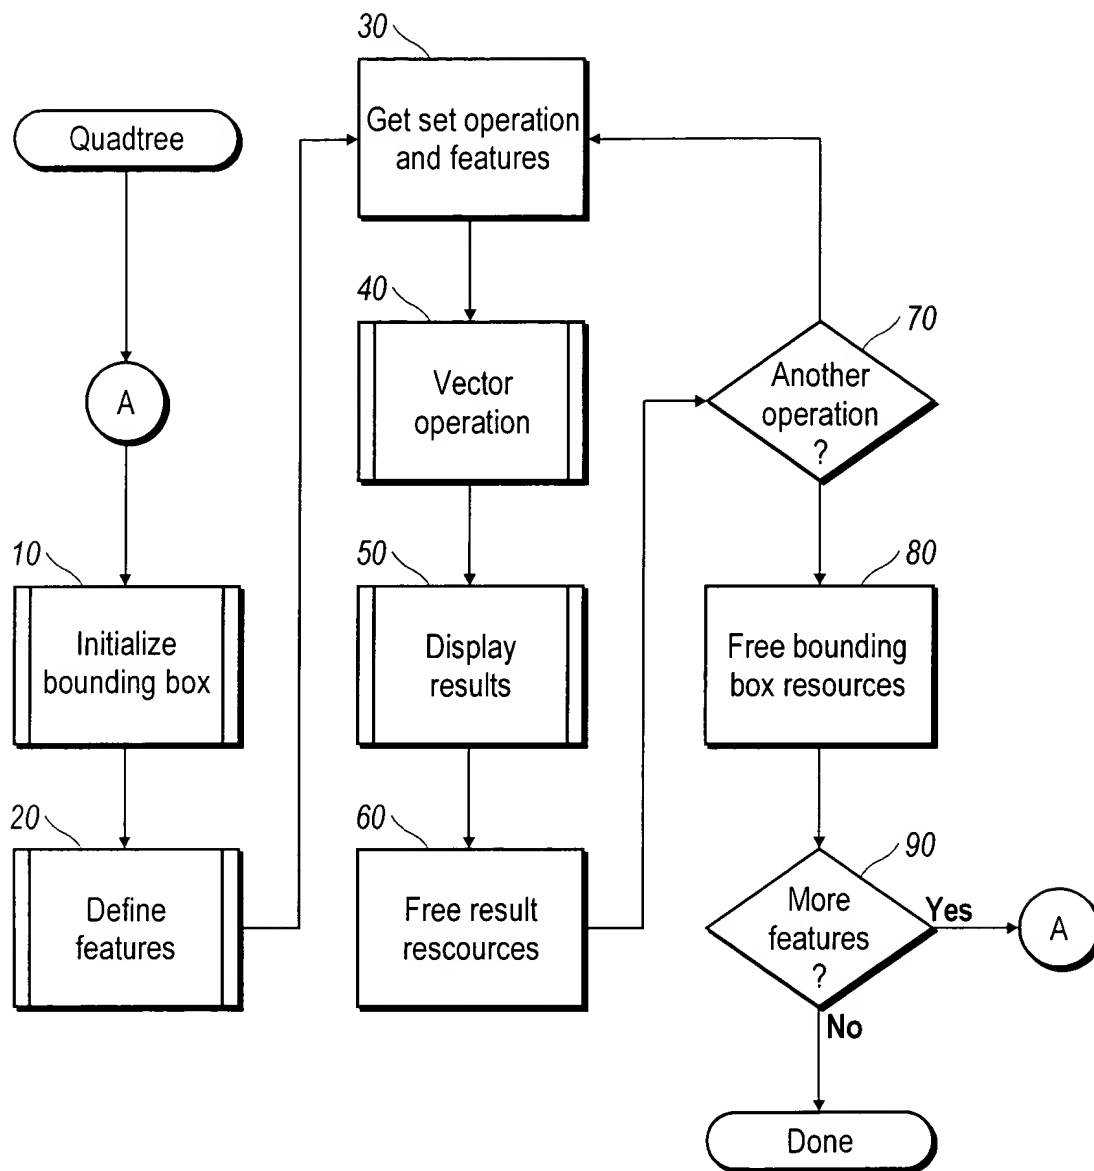 Quadtree
A
10
Initialize
bounding box
20
Define
features
30
Get set operation
and features
40
Vector
operation
50
Display
results
60
Free result
rescources
70
Another
operation
?
80
Free bounding
box resources
90
More
features
?
Yes
A
No
Done